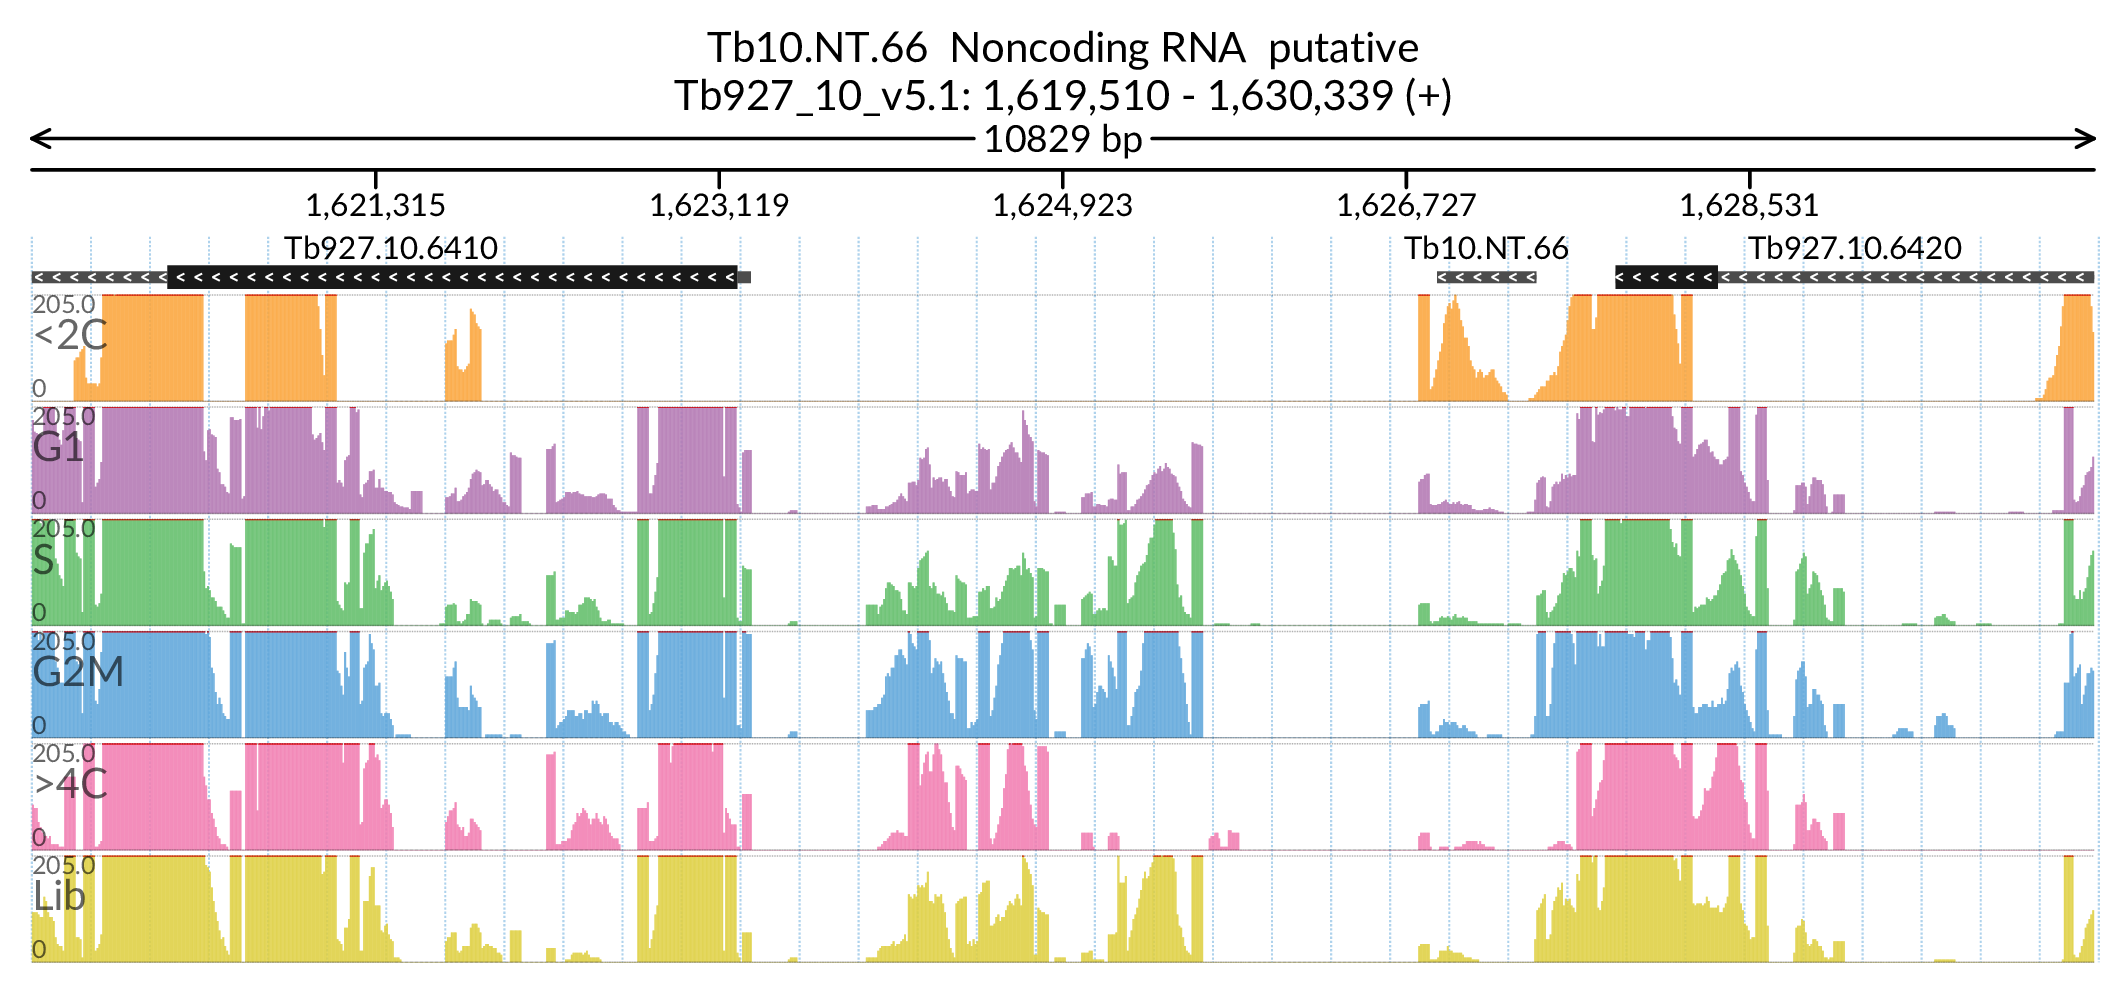 Tb10.NT.66 Noncoding RNA putative
Tb927_10_v5.1: 1,619,510 - 1,630,339 (+)
10829 bp
1,621,315 1,623,119 1,624,923 1,626,727 1,628,531
Tb927.10.6410 Tb10.NT.66 Tb927.10.6420
205.0
<2C
0
205.0
G1
0
205.0
S
0
205.0
G2M
0
205.0
>4C
0
205.0
Lib
0